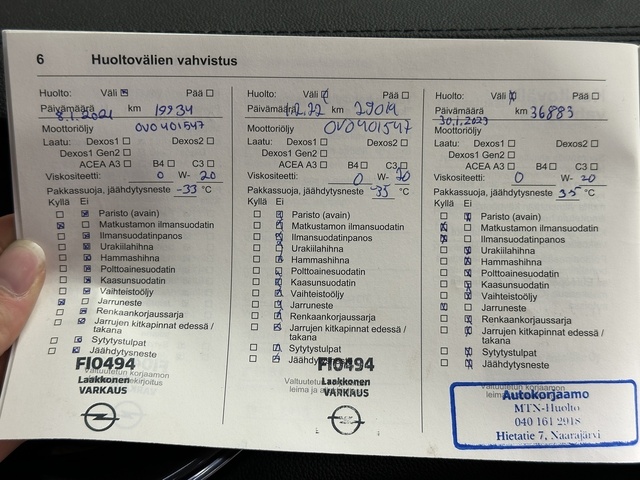 6 Huoltovälien vahvistus
Huolto: Väli ☒ Pää ☐
Päivämäärä 8.1.2021 km 19934
Moottoriöljy OVO401547
Laatu: Dexos1 ☐ Dexos2 ☐
Dexos1 Gen2 ☐
ACEA A3 ☐ B4 ☐ C3 ☐
Viskositeetti: 0 W- 20
Pakkassuoja, jäähdytysneste -33 °C
Kyllä Ei
☐ ☒ Paristo (avain)
☒ ☐ Matkustamon ilmansuodatin
☐ ☒ Ilmansuodatinpanos
☐ ☒ Urakiilahihna
☐ ☒ Hammashihna
☐ ☒ Polttoainesuodatin
☐ ☒ Kaasunsuodatin
☐ ☒ Vaihteistoöljy
☒ ☐ Jarruneste
☐ ☒ Renkaankorjaussarja
☐ ☒ Jarrujen kitkapinnat edessä /
takana
☐ ☒ Sytytystulpat
☐ ☒ Jäähdytysneste
FI0494
Valtuutetun korjaamon
Laakkonen
VARKAUS
Huolto: Väli ☒ Pää ☐
Päivämäärä km 29019
Moottoriöljy OVO401547
Laatu: Dexos1 ☐ Dexos2 ☐
Dexos1 Gen2 ☐
ACEA A3 ☐ B4 ☐ C3 ☐
Viskositeetti: 0 W- 20
Pakkassuoja, jäähdytysneste -35 °C
Kyllä Ei
☐ ☒ Paristo (avain)
☐ ☒ Matkustamon ilmansuodatin
☐ ☒ Ilmansuodatinpanos
☐ ☒ Urakiilahihna
☐ ☒ Hammashihna
☐ ☒ Polttoainesuodatin
☐ ☒ Kaasunsuodatin
☐ ☒ Vaihteistoöljy
☐ ☒ Jarruneste
☐ ☒ Renkaankorjaussarja
☐ ☒ Jarrujen kitkapinnat edessä /
takana
☐ ☒ Sytytystulpat
☐ ☒ Jäähdytysneste
FI0494
Laakkonen
VARKAUS
Huolto: Väli ☒ Pää ☐
Päivämäärä 30.1.2023 km 36883
Moottoriöljy
Laatu: Dexos1 ☐ Dexos2 ☐
Dexos1 Gen2 ☐
ACEA A3 ☐ B4 ☐ C3 ☐
Viskositeetti: 0 W- 20
Pakkassuoja, jäähdytysneste 35 °C
Kyllä Ei
☐ ☒ Paristo (avain)
☒ ☐ Matkustamon ilmansuodatin
☒ ☐ Ilmansuodatinpanos
☐ ☒ Urakiilahihna
☐ ☒ Hammashihna
☐ ☒ Polttoainesuodatin
☐ ☒ Kaasunsuodatin
☐ ☒ Vaihteistoöljy
☒ ☐ Jarruneste
☐ ☒ Renkaankorjaussarja
☐ ☒ Jarrujen kitkapinnat edessä /
takana
☐ ☒ Sytytystulpat
☐ ☒ Jäähdytysneste
Autokorjaamo
MTN-Huolto
040 161 2918
Hietatie 7, Naarajärvi